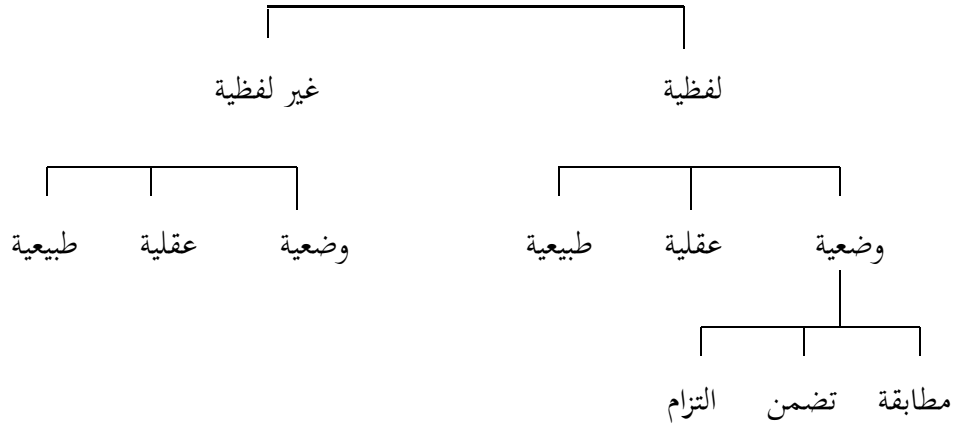 لفظية غير لفظية
وضعية عقلية طبيعية وضعية عقلية طبيعية
مطابقة تضمن التزام